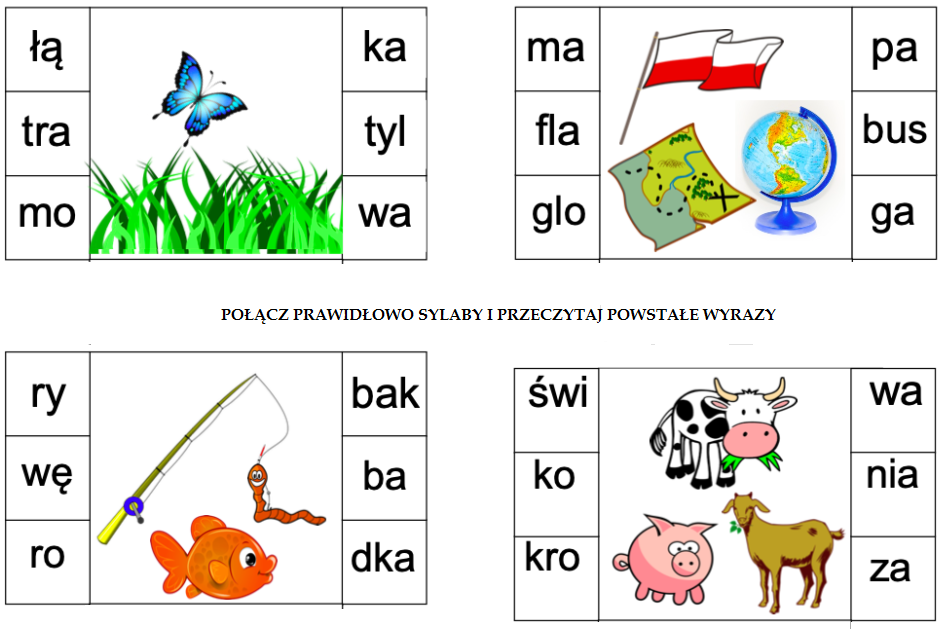 łą ka
tra tyl
mo wa
ma pa
fla bus
glo ga
POŁĄCZ PRAWIDŁOWO SYLABY I PRZECZYTAJ POWSTAŁE WYRAZY
ry bak
wę ba
ro dka
świ wa
ko nia
kro za